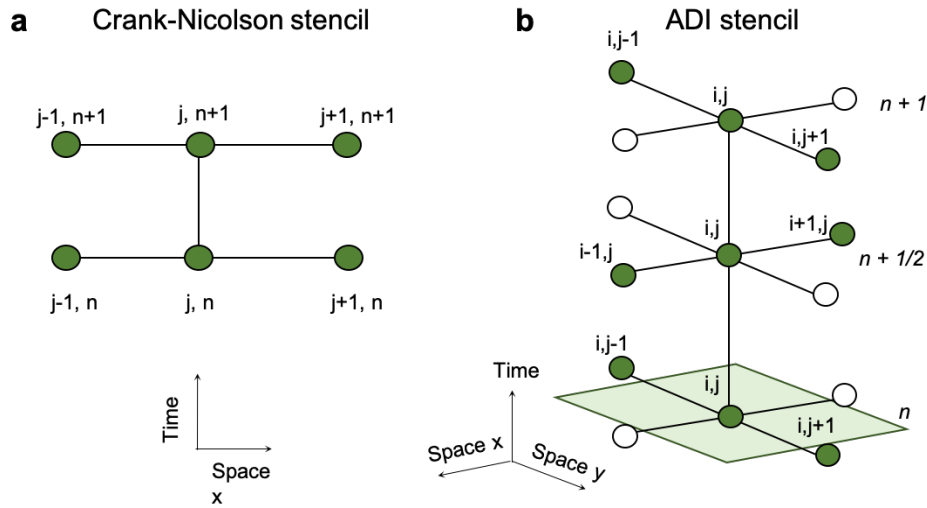 a
Crank-Nicolson stencil
j-1, n+1
j, n+1
j+1, n+1
j-1, n
j, n
j+1, n
Time
Space
x
b
ADI stencil
i,j-1
i,j
n + 1
i,j+1
i,j
i+1,j
i-1,j
n + 1/2
i,j-1
i,j
n
i,j+1
Time
Space x
Space y